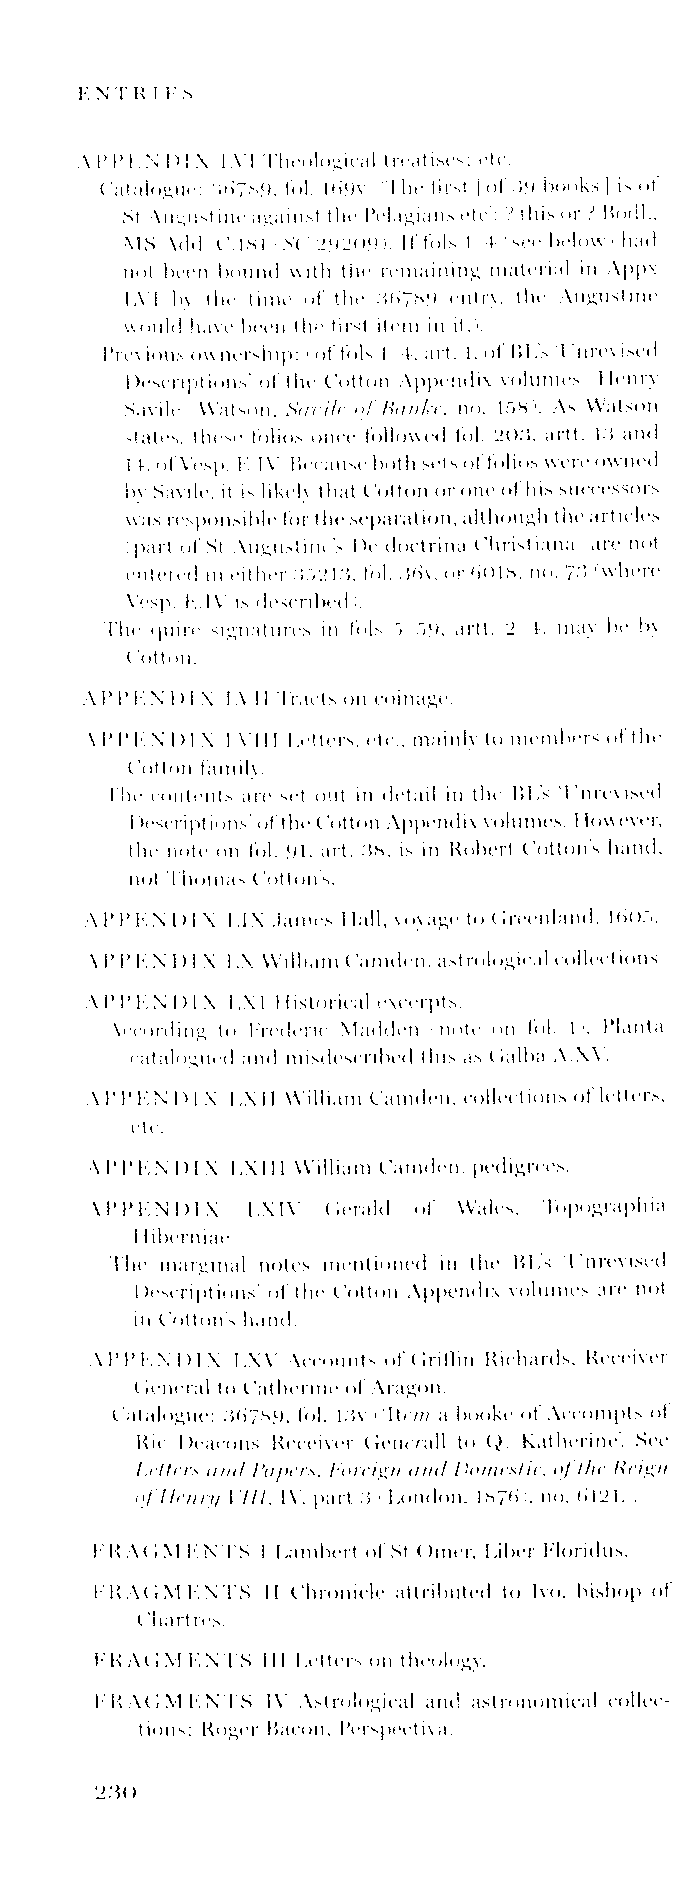 ENTRIES
APPENDIX LVI Theological treatises; etc.
Catalogue: 36789, fol. 169v ('The first [of 39 books] is of
St Augustine against the Pelagians etc': ? this or ? Bodl.,
MS Add. C.181 (SC 29209). If fols 1–4 (see below) had
not been bound with the remaining material in Appx
LVI by the time of the 36789 entry, the Augustine
would have been the first item in it.).
Previous ownership: (of fols 1–4, art. 1, of BL's 'Unrevised
Descriptions' of the Cotton Appendix volumes) Henry
Savile (Watson, Savile of Banke, no. 158). As Watson
states, these folios once followed fol. 203, artt. 13 and
14, of Vesp. E.IV. Because both sets of folios were owned
by Savile, it is likely that Cotton or one of his successors
was responsible for the separation, although the articles
(part of St Augustine's De doctrina Christiana) are not
entered in either 35213, fol. 36v, or 6018, no. 73 (where
Vesp. E.IV is described).
The quire signatures in fols 5–59, artt. 2–4, may be by
Cotton.
APPENDIX LVII Tracts on coinage.
APPENDIX LVIII Letters, etc., mainly to members of the
Cotton family.
The contents are set out in detail in the BL's 'Unrevised
Descriptions' of the Cotton Appendix volumes. However,
the note on fol. 91, art. 38, is in Robert Cotton's hand,
not Thomas Cotton's.
APPENDIX LIX James Hall, voyage to Greenland, 1605.
APPENDIX LX William Camden, astrological collections.
APPENDIX LXI Historical excerpts.
According to Frederic Madden (note on fol. 1), Planta
catalogued and misdescribed this as Galba A.XV.
APPENDIX LXII William Camden, collections of letters,
etc.
APPENDIX LXIII William Camden, pedigrees.
APPENDIX LXIV Gerald of Wales, Topographia
Hiberniae.
The marginal notes mentioned in the BL's 'Unrevised
Descriptions' of the Cotton Appendix volumes are not
in Cotton's hand.
APPENDIX LXV Accounts of Griffin Richards, Receiver
General to Catherine of Aragon.
Catalogue: 36789, fol. 13v ('Item a booke of Accompts of
Ric Deacons Receiver Generall to Q. Katherine'. See
Letters and Papers, Foreign and Domestic, of the Reign
of Henry VIII, IV, part 3 (London, 1876), no. 6121.).
FRAGMENTS I Lambert of St Omer, Liber Floridus.
FRAGMENTS II Chronicle attributed to Ivo, bishop of
Chartres.
FRAGMENTS III Letters on theology.
FRAGMENTS IV Astrological and astronomical collec-
tions; Roger Bacon, Perspectiva.
230